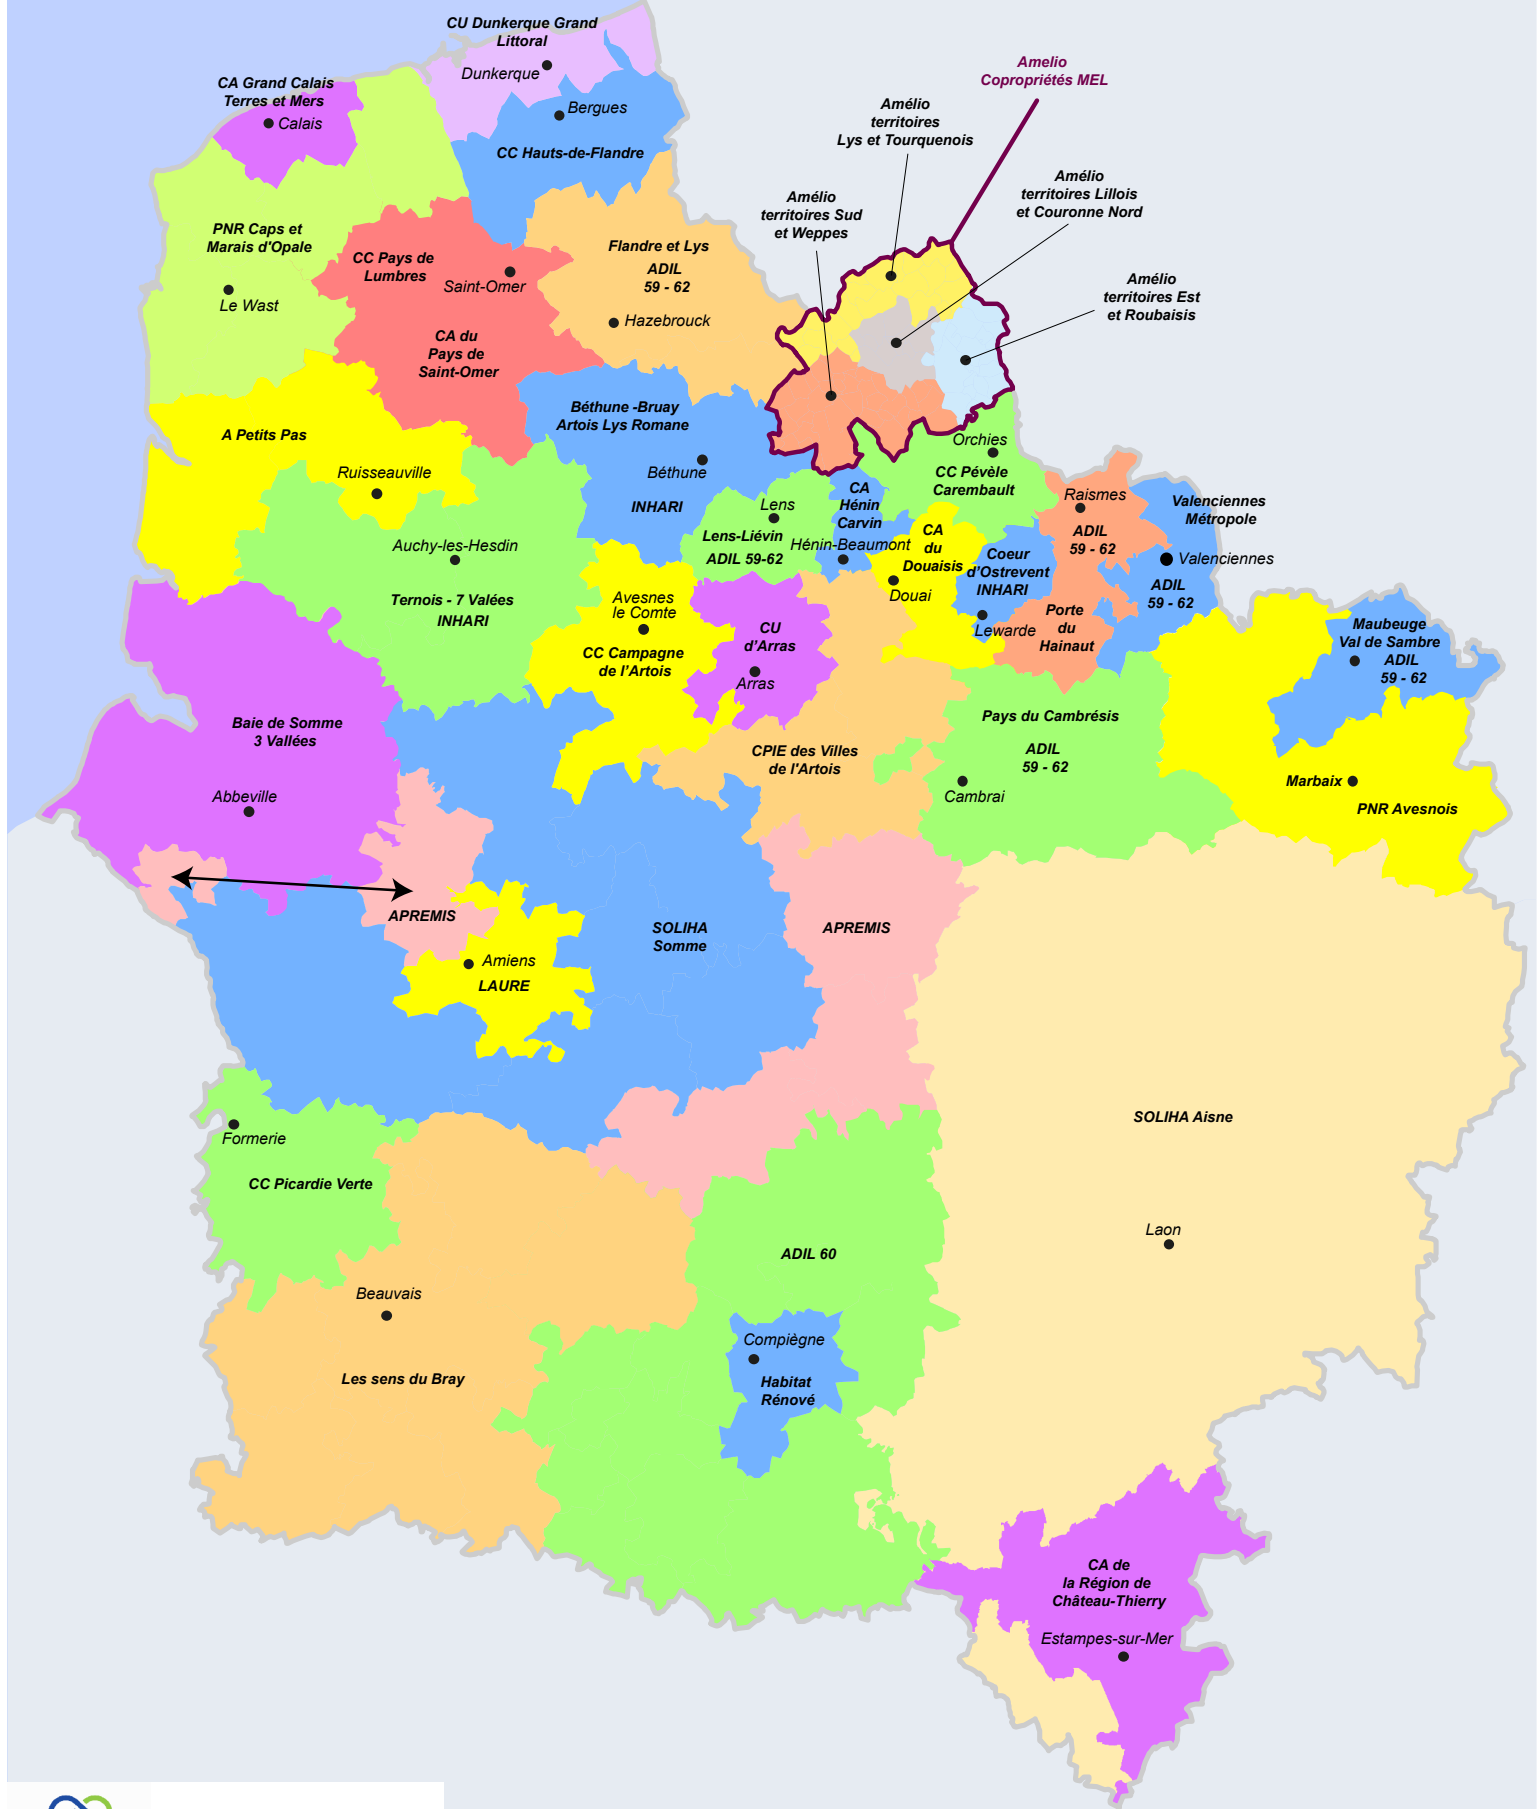 CU Dunkerque Grand
Littoral
Dunkerque
CA Grand Calais
Terres et Mers
Calais
Bergues
CC Hauts-de-Flandre
Amelio
Copropriétés MEL
Amélio
territoires
Lys et Tourquenois
Amélio
territoires Lillois
et Couronne Nord
Amélio
territoires Sud
et Weppes
Amélio
territoires Est
et Roubaisis
PNR Caps et
Marais d'Opale
Le Wast
CC Pays de
Lumbres
Saint-Omer
CA du
Pays de
Saint-Omer
Flandre et Lys
ADIL
59 - 62
Hazebrouck
A Petits Pas
Ruisseauville
Béthune -Bruay
Artois Lys Romane
Béthune
INHARI
Orchies
CC Pévèle
Carembault
Lens
Lens-Liévin
ADIL 59-62
CA
Hénin
Carvin
Hénin-Beaumont
CA
du
Douaisis
Douai
Coeur
d'Ostrevent
INHARI
Lewarde
Raismes
ADIL
59 - 62
Porte
du
Hainaut
Valenciennes
Métropole
Valenciennes
ADIL
59 - 62
Auchy-les-Hesdin
Ternois - 7 Valées
INHARI
Avesnes
le Comte
CC Campagne
de l'Artois
CU
d'Arras
Arras
Maubeuge
Val de Sambre
ADIL
59 - 62
Baie de Somme
3 Vallées
Abbeville
CPIE des Villes
de l'Artois
Pays du Cambrésis
ADIL
59 - 62
Cambrai
Marbaix
PNR Avesnois
APREMIS
Amiens
LAURE
SOLIHA
Somme
APREMIS
SOLIHA Aisne
Formerie
CC Picardie Verte
Laon
ADIL 60
Beauvais
Les sens du Bray
Compiègne
Habitat
Rénové
CA de
la Région de
Château-Thierry
Estampes-sur-Mer